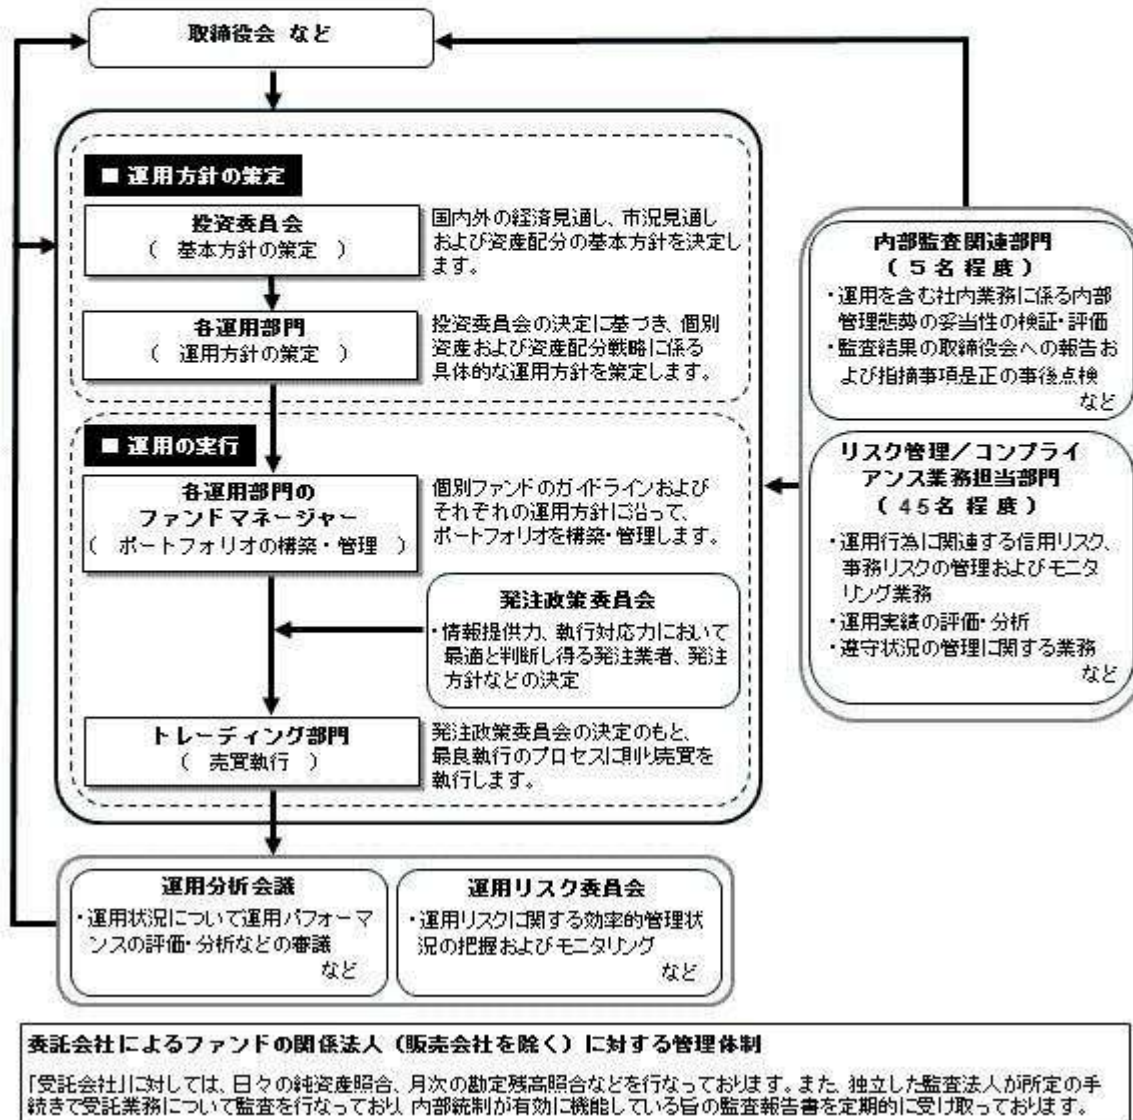 取締役会 など
■ 運用方針の策定
投資委員会
( 基本方針の策定 )
国内外の経済見通し、市況見通し
および資産配分の基本方針を決定し
ます。
各運用部門
( 運用方針の策定 )
投資委員会の決定に基づき、個別
資産および資産配分戦略に係る
具体的な運用方針を策定します。
■ 運用の実行
各運用部門の
ファンドマネージャー
( ポートフォリオの構築・管理 )
個別ファンドのガイドラインおよび
それぞれの運用方針に沿って、
ポートフォリオを構築・管理します。
発注政策委員会
・情報提供力、執行対応力において
最適と判断し得る発注業者、発注
方針などの決定
トレーディング部門
( 売買執行 )
発注政策委員会の決定のもと、
最良執行のプロセスに則り売買を
執行します。
内部監査関連部門
(5名程度)
・運用を含む社内業務に係る内部
管理態勢の妥当性の検証・評価
・監査結果の取締役会への報告お
よび指摘事項是正の事後点検
など
リスク管理/コンプライ
アンス業務担当部門
(45名程度)
・運用行為に関連する信用リスク、
事務リスクの管理およびモニタ
リング業務
・運用実績の評価・分析
・遵守状況の管理に関する業務
など
運用分析会議
・運用状況について運用パフォーマ
ンスの評価・分析などの審議
など
運用リスク委員会
・運用リスクに関する効率的管理状
況の把握およびモニタリング
など
委託会社によるファンドの関係法人(販売会社を除く)に対する管理体制
「受託会社」に対しては、日々の純資産照合、月次の勘定残高照合などを行なっております。また、独立した監査法人が所定の手
続きで受託業務について監査を行なっており、内部統制が有効に機能している旨の監査報告書を定期的に受け取っております。